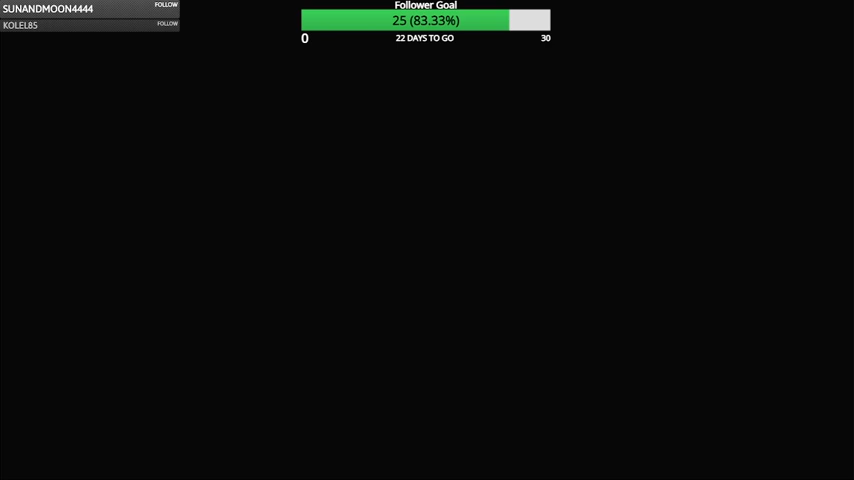 SUNANDMOON4444 FOLLOW
KOLEL85 FOLLOW
Follower Goal
25 (83.33%)
0 22 DAYS TO GO 30